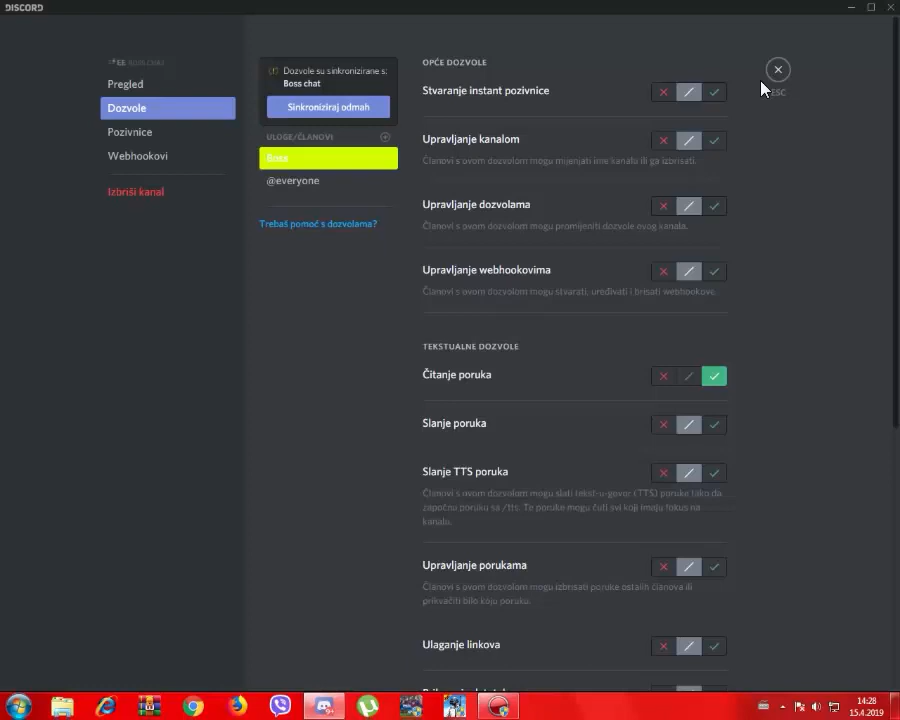 DISCORD
BOSS CHAT
Pregled
Dozvole
Pozivnice
Webhookovi
Izbriši kanal
Dozvole su sinkronizirane s:
Boss chat
Sinkroniziraj odmah
ULOGE/ČLANOVI
Boss
@everyone
Trebaš pomoć s dozvolama?
OPĆE DOZVOLE
Stvaranje instant pozivnice
Upravljanje kanalom
Članovi s ovom dozvolom mogu mijenjati ime kanalu ili ga izbrisati.
Upravljanje dozvolama
Članovi s ovom dozvolom mogu promijeniti dozvole ovog kanala.
Upravljanje webhookovima
Članovi s ovom dozvolom mogu stvarati, uređivati i brisati webhookove.
TEKSTUALNE DOZVOLE
Čitanje poruka
Slanje poruka
Slanje TTS poruka
Članovi s ovom dozvolom mogu slati tekst-u-govor (TTS) poruke tako da
započnu poruku sa /tts. Te poruke mogu čuti svi koji imaju fokus na
kanalu.
Upravljanje porukama
Članovi s ovom dozvolom mogu izbrisati poruke ostalih članova ili
prikvačiti bilo koju poruku.
Ulaganje linkova
ESC
14:28
15.4.2019